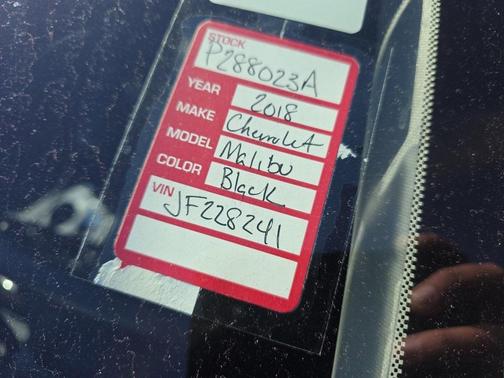 STOCK
P288023A
YEAR 2018
MAKE Chevrolet
MODEL Malibu
COLOR Black
VIN JF228241